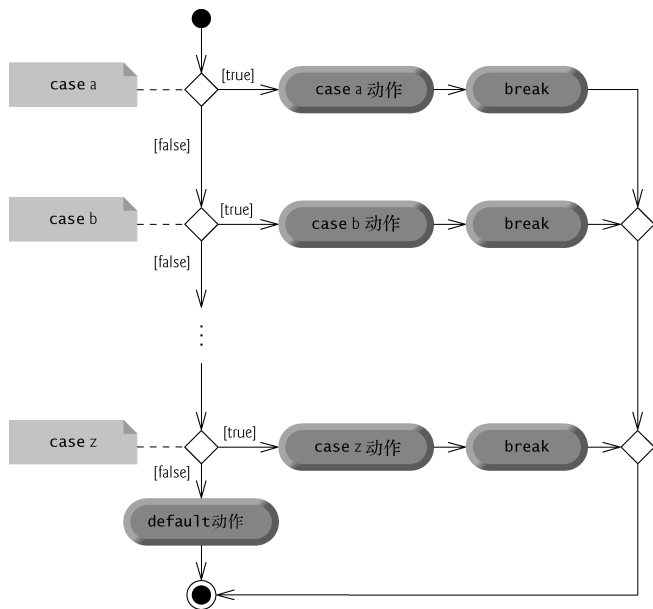 [true]
case a
case a 动作
break
[false]
case b
[true]
case b 动作
break
[false]
⋮
case z
[true]
case z 动作
break
[false]
default动作